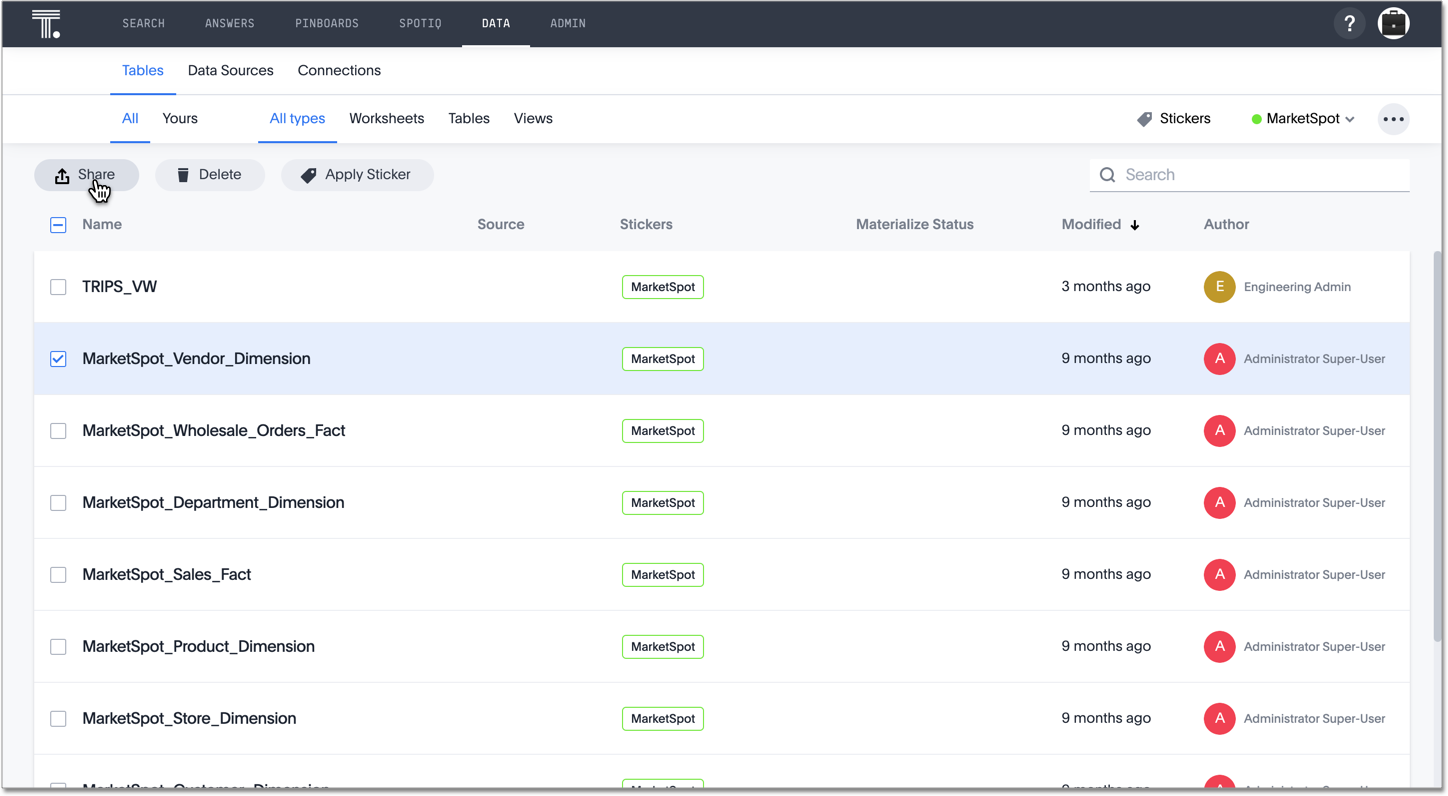 T. SEARCH ANSWERS PINBOARDS SPOTIQ DATA ADMIN ?
Tables Data Sources Connections
All Yours All types Worksheets Tables Views Stickers MarketSpot
Share Delete Apply Sticker Search
Name Source Stickers Materialize Status Modified Author
TRIPS_VW MarketSpot 3 months ago E Engineering Admin
MarketSpot_Vendor_Dimension MarketSpot 9 months ago A Administrator Super-User
MarketSpot_Wholesale_Orders_Fact MarketSpot 9 months ago A Administrator Super-User
MarketSpot_Department_Dimension MarketSpot 9 months ago A Administrator Super-User
MarketSpot_Sales_Fact MarketSpot 9 months ago A Administrator Super-User
MarketSpot_Product_Dimension MarketSpot 9 months ago A Administrator Super-User
MarketSpot_Store_Dimension MarketSpot 9 months ago A Administrator Super-User